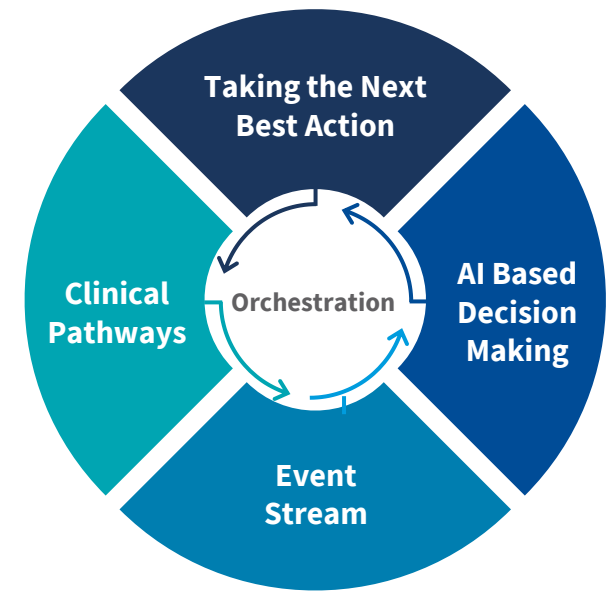 Taking the Next
Best Action
Clinical
Pathways
Orchestration
AI Based
Decision
Making
Event
Stream